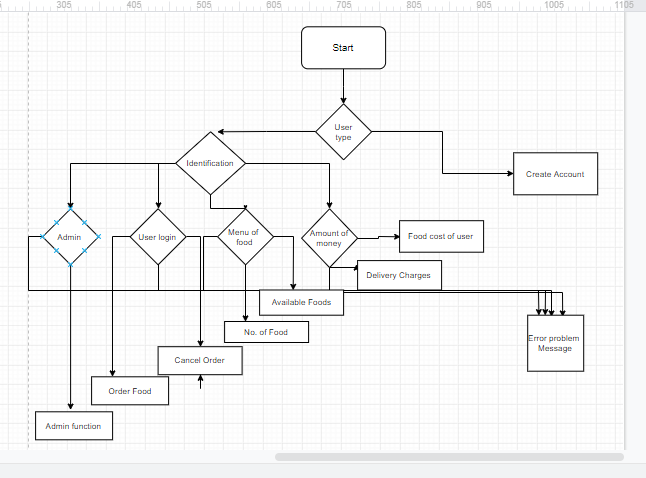 305 405 505 605 705 805 905 1005 1105
Start
User
type
Identification
Create Account
Admin
User login
Menu of
food
Amount of
money
Food cost of user
Delivery Charges
Available Foods
No. of Food
Error problem
Message
Cancel Order
Order Food
Admin function